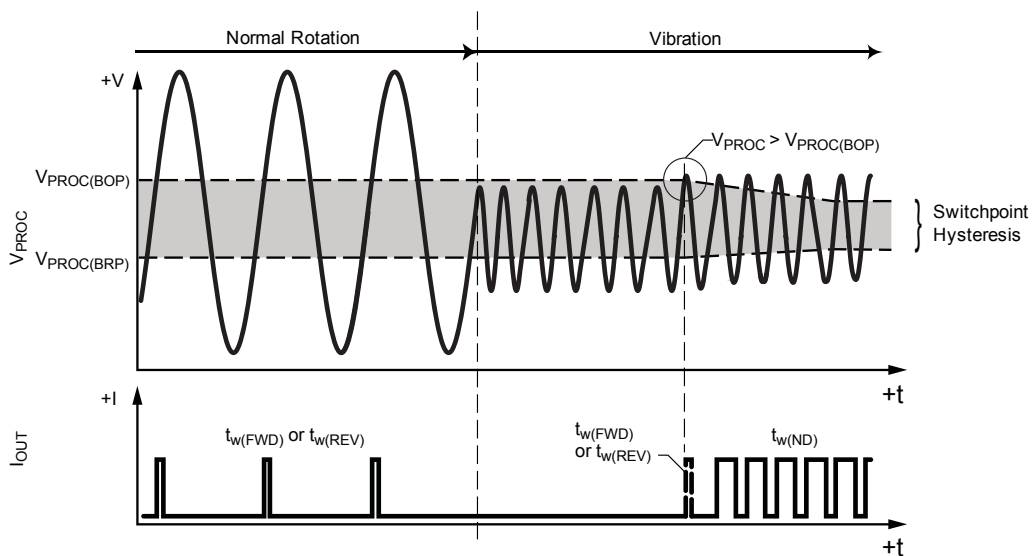 Normal Rotation
Vibration
+V
VPROC > VPROC(BOP)
VPROC(BOP)
VPROC
VPROC(BRP)
Switchpoint
Hysteresis
+t
+I
IOUT
tw(FWD) or tw(REV)
tw(FWD)
or tw(REV)
tw(ND)
+t